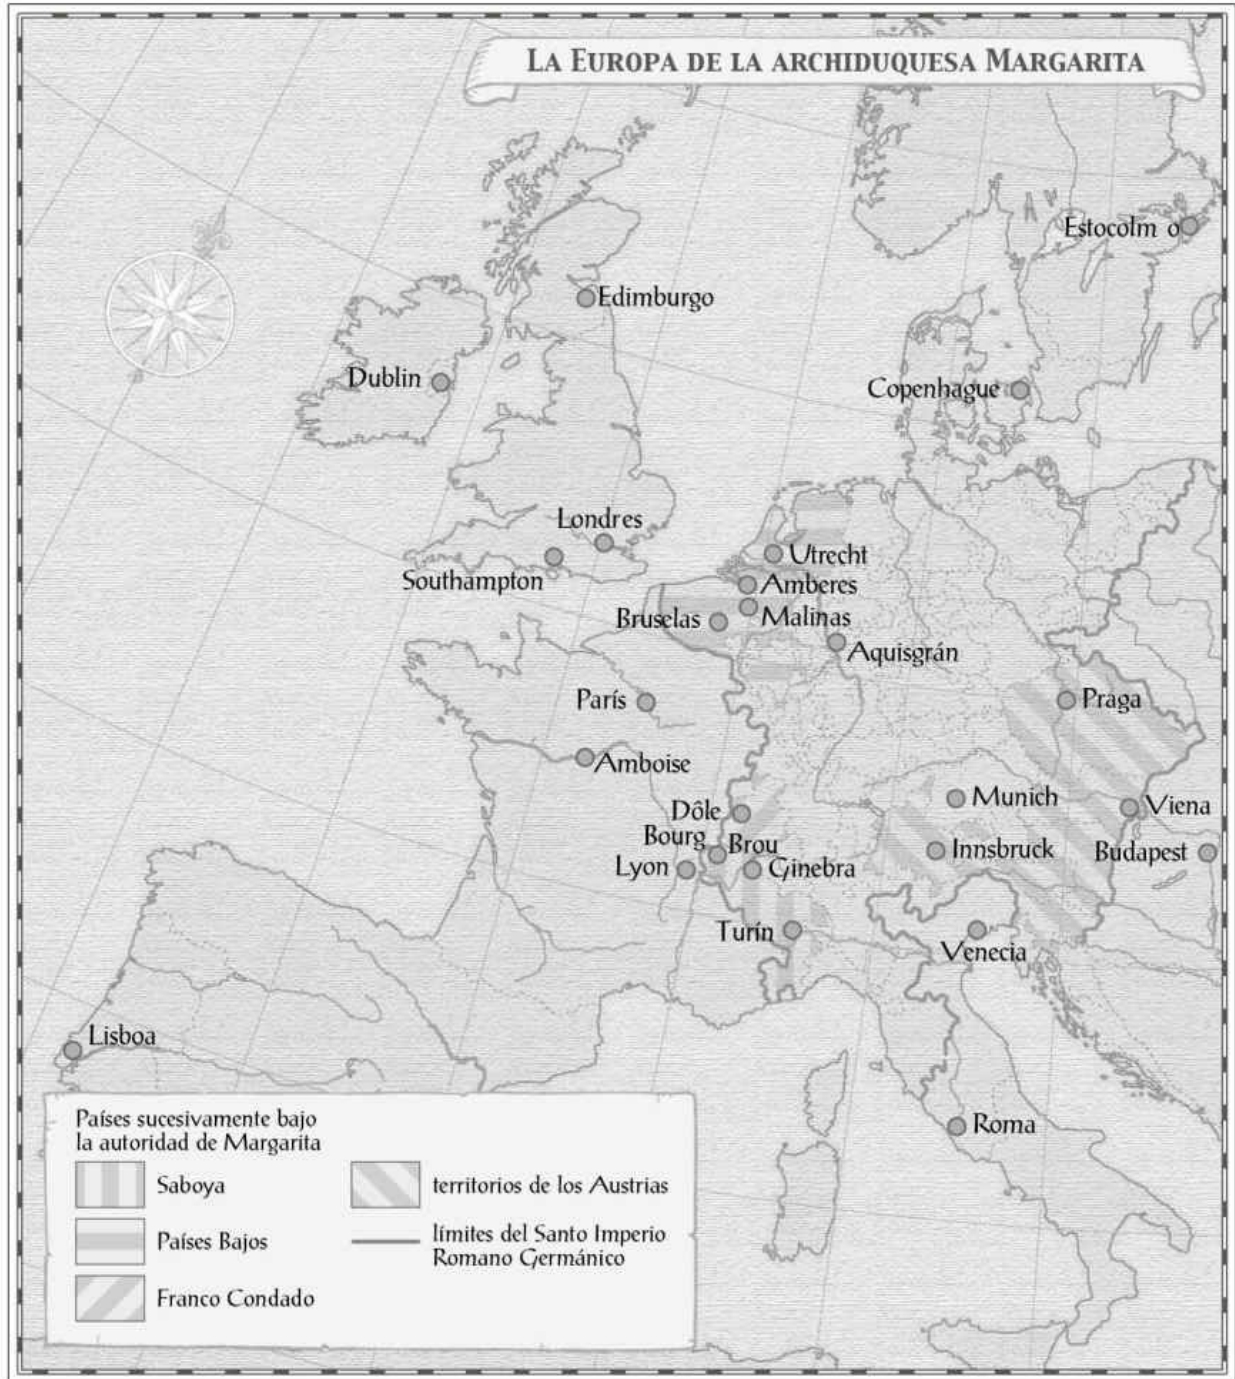 LA EUROPA DE LA ARCHIDUQUESA MARGARITA
Estocolm o
Edimburgo
Dublin
Copenhague
Londres
Southampton
Utrecht
Amberes
Malinas
Bruselas
Aquisgrán
París
Praga
Amboise
Munich
Viena
Dôle
Bourg
Brou
Innsbruck
Budapest
Lyon
Ginebra
Turín
Venecia
Lisboa
Roma
Países sucesivamente bajo
la autoridad de Margarita
Saboya
Países Bajos
Franco Condado
territorios de los Austrias
límites del Santo Imperio
Romano Germánico